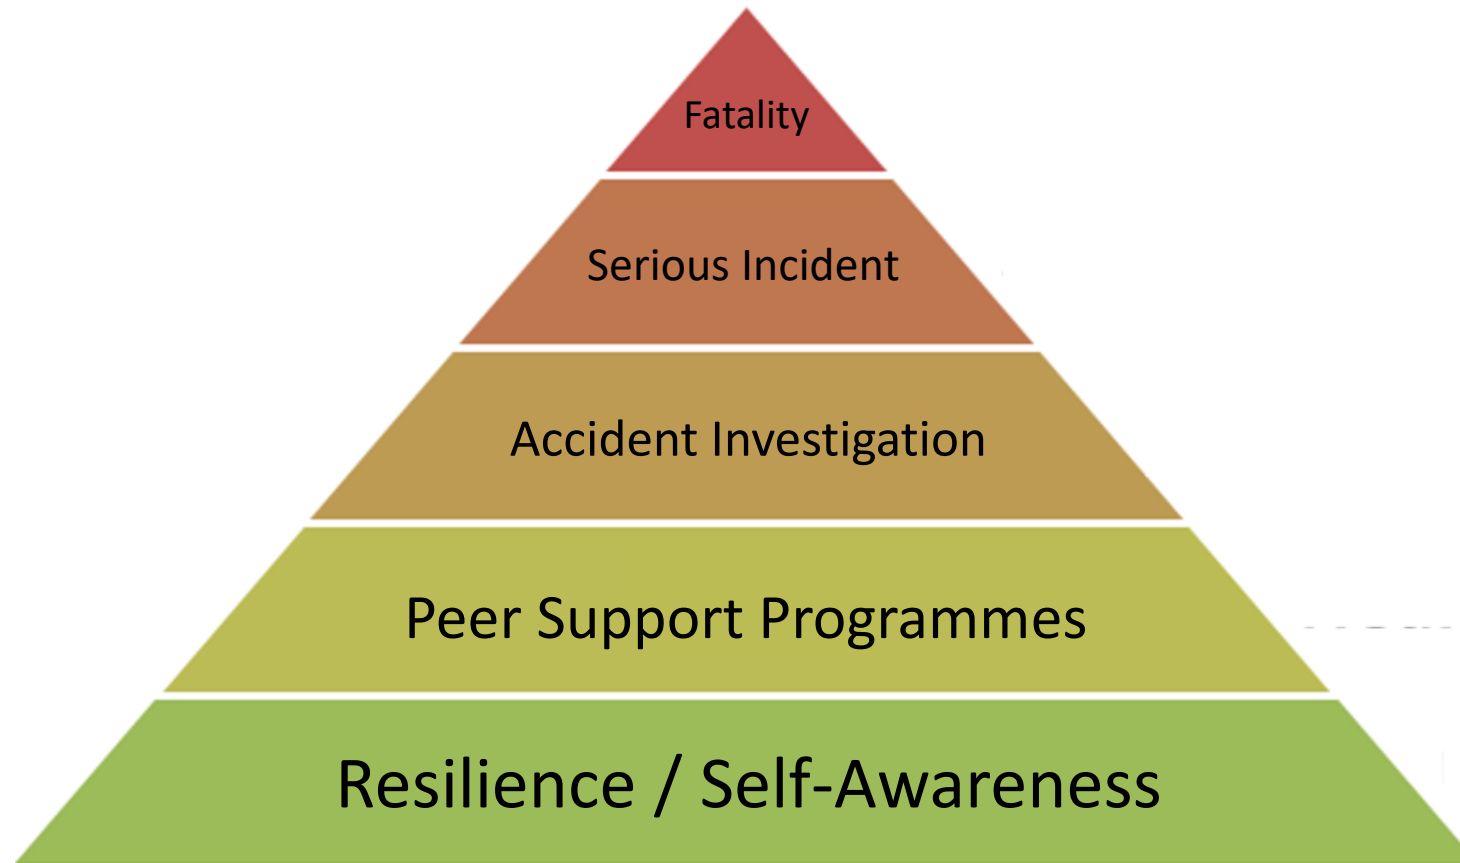 Fatality
Serious Incident
Accident Investigation
Peer Support Programmes
Resilience / Self-Awareness